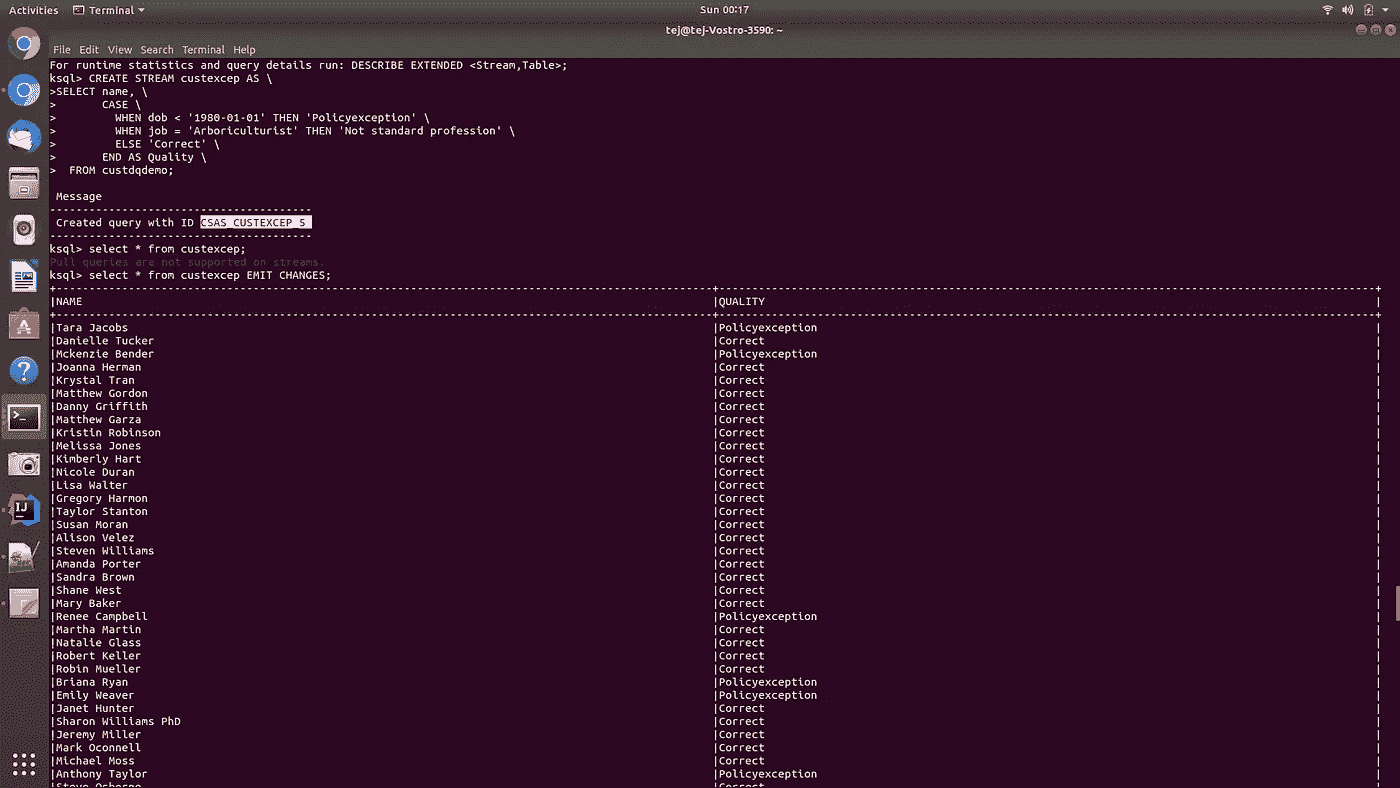 Activities Terminal Sun 00:17
tej@tej-Vostro-3590: ~
File Edit View Search Terminal Help
For runtime statistics and query details run: DESCRIBE EXTENDED <Stream,Table>;
ksql> CREATE STREAM custexcep AS \
>SELECT name, \
>       CASE \
>         WHEN dob < '1980-01-01' THEN 'Policyexception' \
>         WHEN job = 'Arboriculturist' THEN 'Not standard profession' \
>         ELSE 'Correct' \
>       END AS Quality \
>  FROM custdqdemo;
Message
----------------------------------------
Created query with ID CSAS_CUSTEXCEP_5
----------------------------------------
ksql> select * from custexcep;
Pull queries are not supported on streams.
ksql> select * from custexcep EMIT CHANGES;
|NAME |QUALITY |
|Tara Jacobs |Policyexception |
|Danielle Tucker |Correct |
|Mckenzie Bender |Policyexception |
|Joanna Herman |Correct |
|Krystal Tran |Correct |
|Matthew Gordon |Correct |
|Danny Griffith |Correct |
|Matthew Garza |Correct |
|Kristin Robinson |Correct |
|Melissa Jones |Correct |
|Kimberly Hart |Correct |
|Nicole Duran |Correct |
|Lisa Walter |Correct |
|Gregory Harmon |Correct |
|Taylor Stanton |Correct |
|Susan Moran |Correct |
|Alison Velez |Correct |
|Steven Williams |Correct |
|Amanda Porter |Correct |
|Sandra Brown |Correct |
|Shane West |Correct |
|Mary Baker |Correct |
|Renee Campbell |Policyexception |
|Martha Martin |Correct |
|Natalie Glass |Correct |
|Robert Keller |Correct |
|Robin Mueller |Correct |
|Briana Ryan |Policyexception |
|Emily Weaver |Policyexception |
|Janet Hunter |Correct |
|Sharon Williams PhD |Correct |
|Jeremy Miller |Correct |
|Mark Oconnell |Correct |
|Michael Moss |Correct |
|Anthony Taylor |Policyexception |